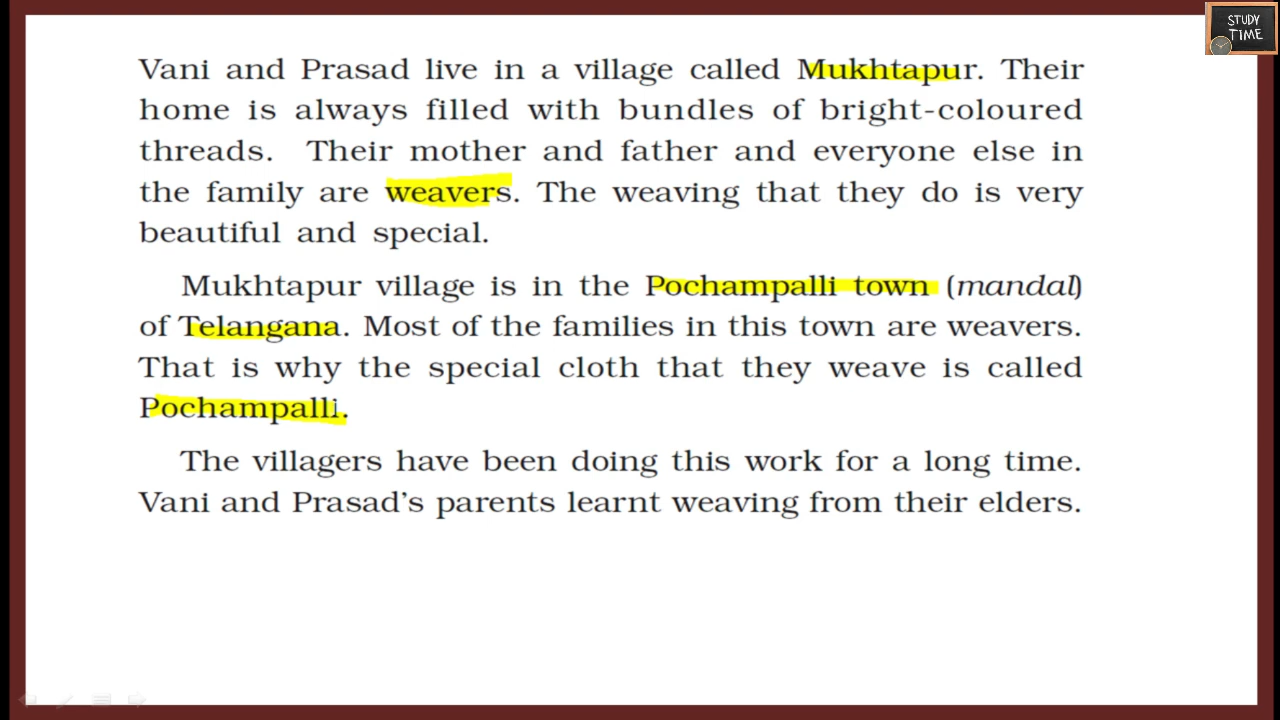 STUDY
TIME
Vani and Prasad live in a village called Mukhtapur. Their
home is always filled with bundles of bright-coloured
threads. Their mother and father and everyone else in
the family are weavers. The weaving that they do is very
beautiful and special.
Mukhtapur village is in the Pochampalli town (mandal)
of Telangana. Most of the families in this town are weavers.
That is why the special cloth that they weave is called
Pochampalli.
The villagers have been doing this work for a long time.
Vani and Prasad’s parents learnt weaving from their elders.